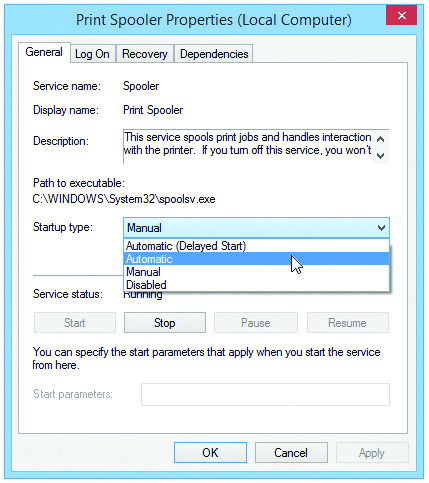 Print Spooler Properties (Local Computer)
General Log On Recovery Dependencies
Service name: Spooler
Display name: Print Spooler
Description: This service spools print jobs and handles interaction
with the printer. If you turn off this service, you won't
Path to executable:
C:\WINDOWS\System32\spoolsv.exe
Startup type: Manual
Automatic (Delayed Start)
Automatic
Manual
Disabled
Service status: Running
Start Stop Pause Resume
You can specify the start parameters that apply when you start the service
from here.
Start parameters:
OK Cancel Apply